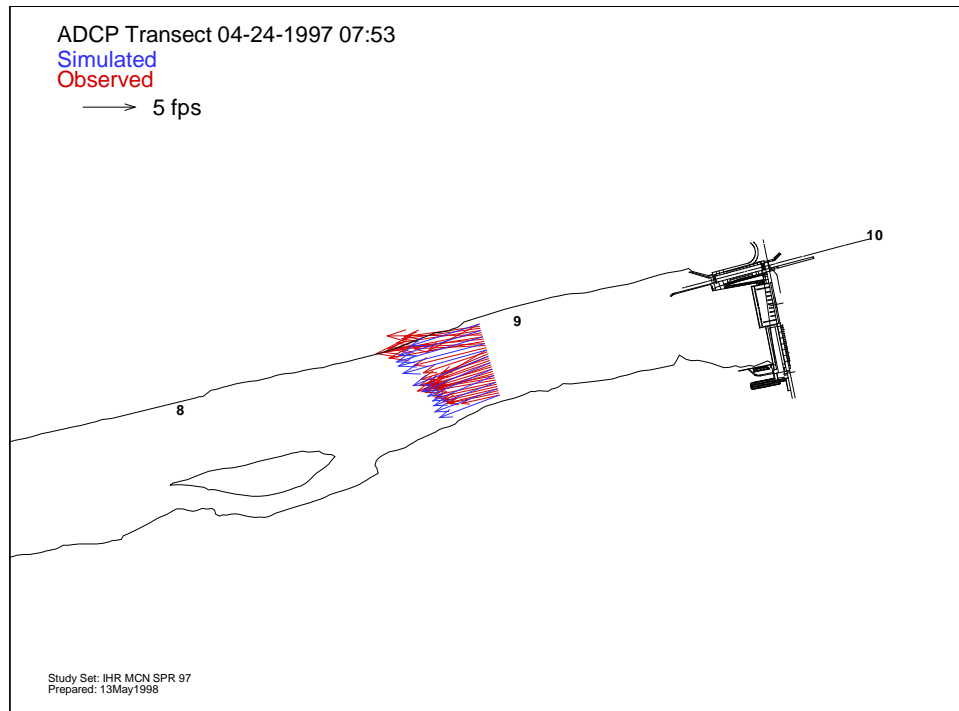 ADCP Transect 04-24-1997 07:53
Simulated
Observed
5 fps
10
9
8
Study Set: IHR MCN SPR 97
Prepared: 13May1998